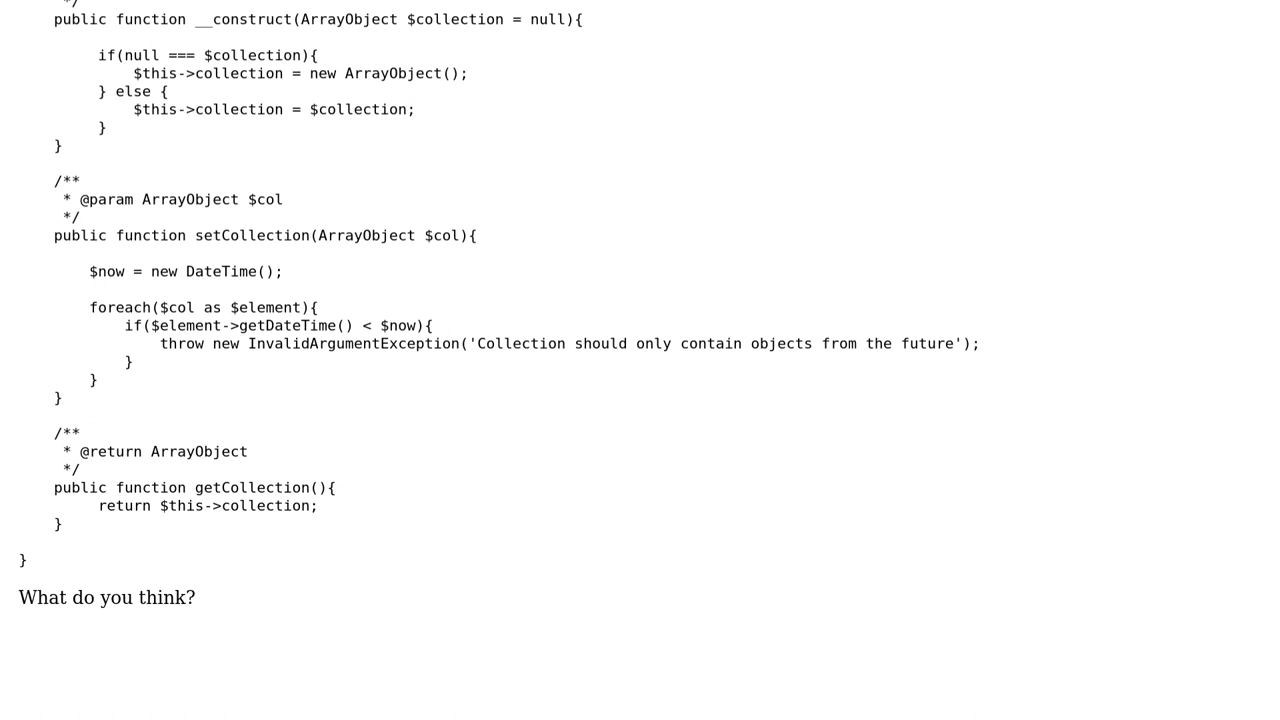 */
public function __construct(ArrayObject $collection = null){
if(null === $collection){
$this->collection = new ArrayObject();
} else {
$this->collection = $collection;
}
}
/**
* @param ArrayObject $col
*/
public function setCollection(ArrayObject $col){
$now = new DateTime();
foreach($col as $element){
if($element->getDateTime() < $now){
throw new InvalidArgumentException('Collection should only contain objects from the future');
}
}
}
/**
* @return ArrayObject
*/
public function getCollection(){
return $this->collection;
}
}
What do you think?